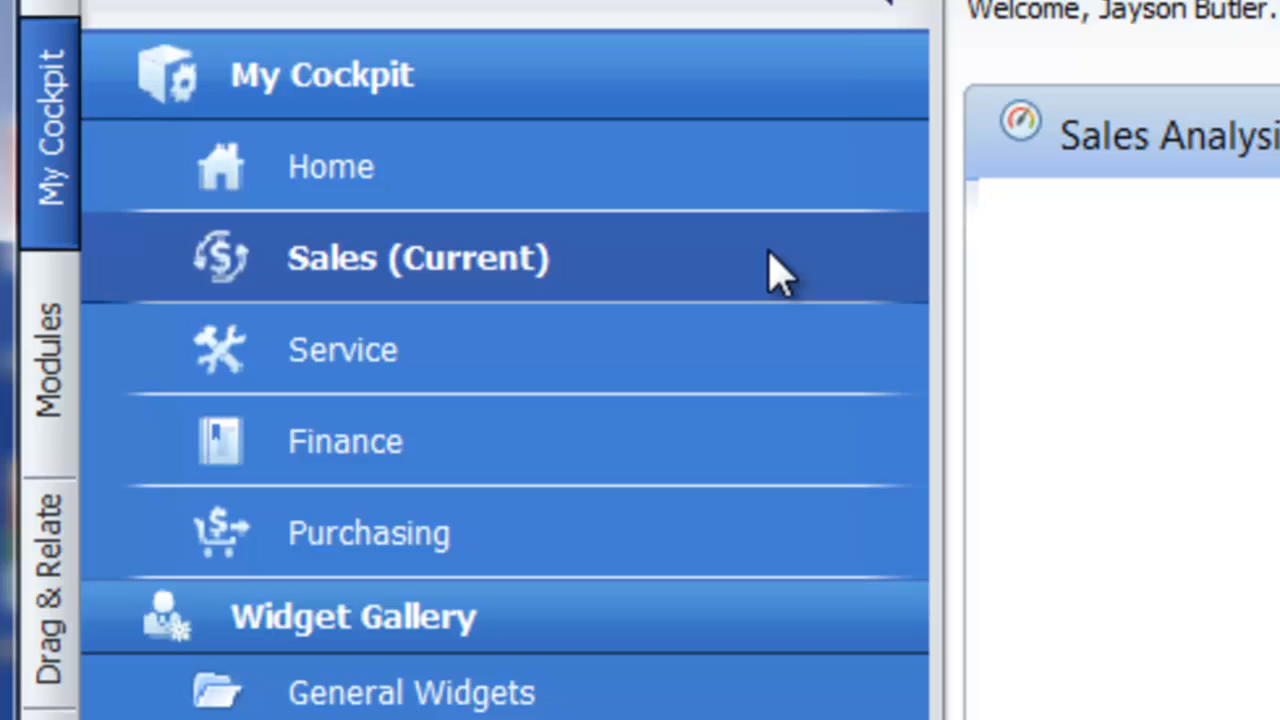 Welcome, Jayson Butler.
My Cockpit
Modules
Drag & Relate
My Cockpit
Home
Sales (Current)
Service
Finance
Purchasing
Widget Gallery
General Widgets
Sales Analysi